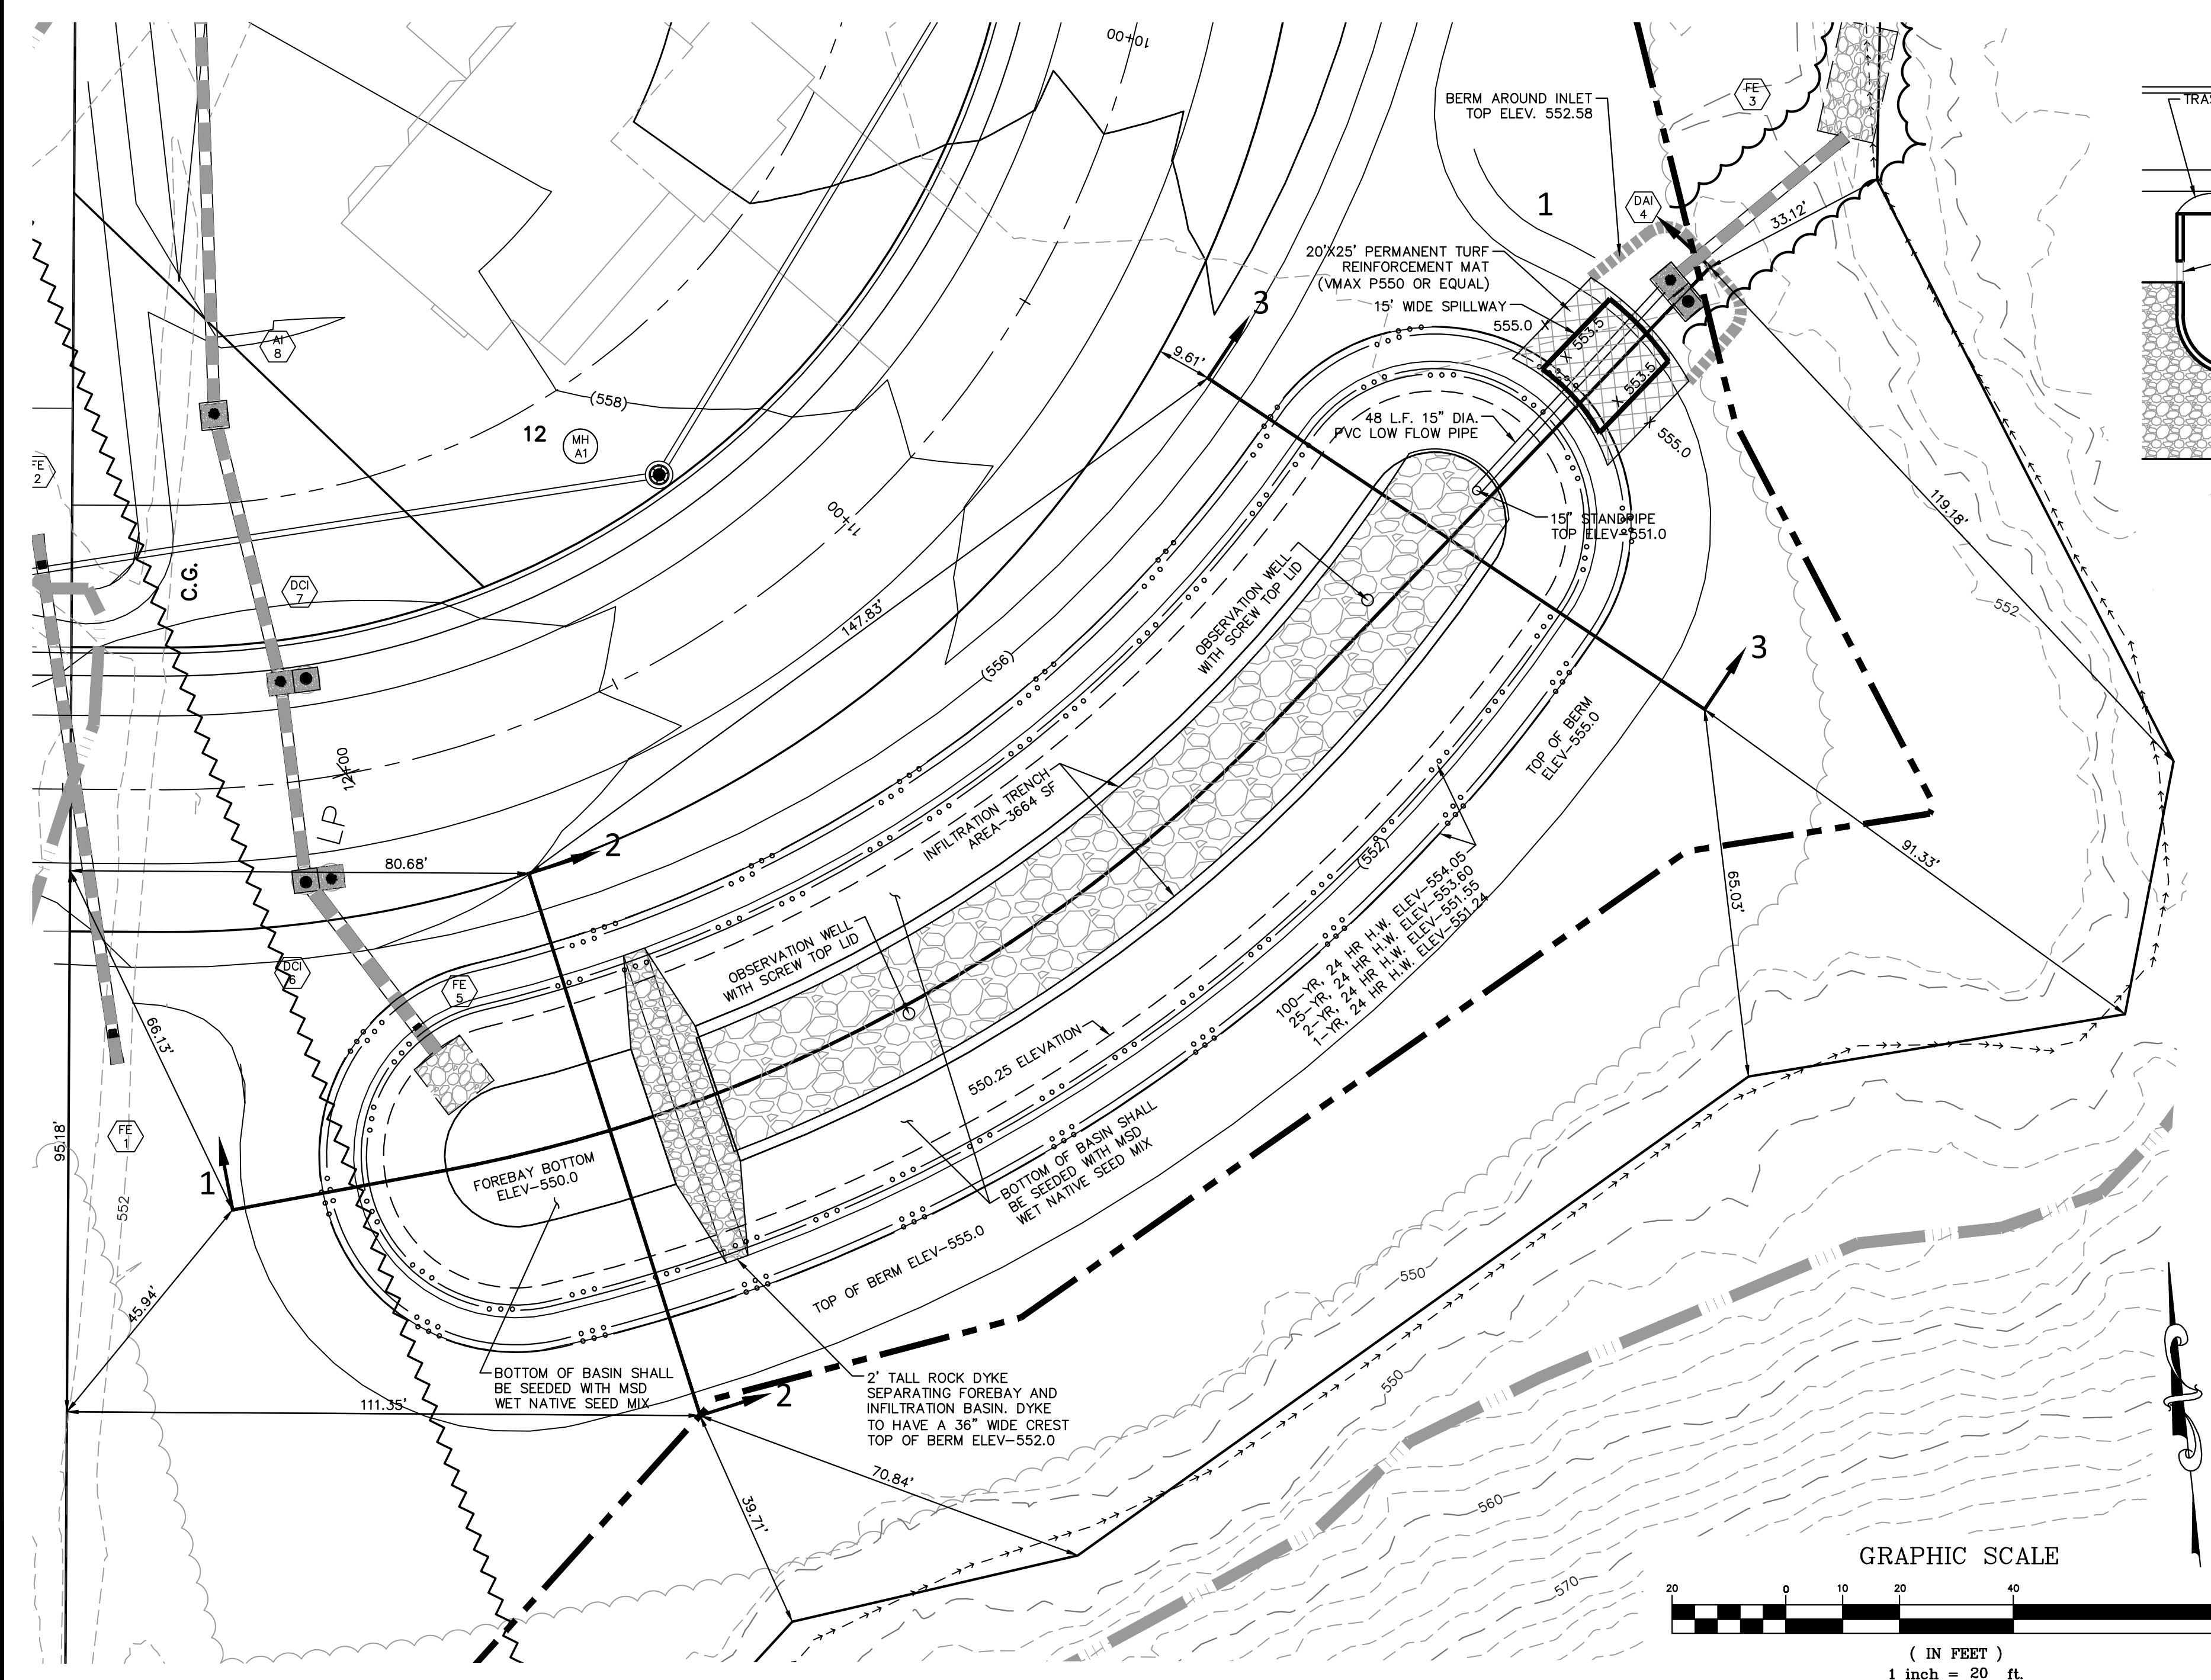 10+00
BERM AROUND INLET
TOP ELEV. 552.58
FE
3
TRA
1
DAI
4
33.12'
20'X25' PERMANENT TURF
REINFORCEMENT MAT
(VMAX P550 OR EQUAL)
15' WIDE SPILLWAY
555.0 X
X 553.5
X 553.5
X 555.0
3
9.61'
AI
8
(558)
12
MH
A1
48 L.F. 15" DIA.
PVC LOW FLOW PIPE
FE
2
11+00
15" STANDPIPE
TOP ELEV-551.0
119.18'
C.G.
DCI
7
OBSERVATION WELL
WITH SCREW TOP LID
552
147.83'
(556)
3
12+00
LP
TOP OF BERM
ELEV-555.0
INFILTRATION TRENCH
AREA-3664 SF
2
80.68'
(552)
91.33'
65.03'
100-YR, 24 HR H.W. ELEV-554.05
25-YR, 24 HR H.W. ELEV-553.60
2-YR, 24 HR H.W. ELEV-551.55
1-YR, 24 HR H.W. ELEV-551.24
OBSERVATION WELL
WITH SCREW TOP LID
DCI
6
FE
5
66.13'
550.25 ELEVATION
FE
1
95.18'
552
1
FOREBAY BOTTOM
ELEV-550.0
BOTTOM OF BASIN SHALL
BE SEEDED WITH MSD
WET NATIVE SEED MIX
TOP OF BERM ELEV-555.0
45.94'
550
550
BOTTOM OF BASIN SHALL
BE SEEDED WITH MSD
WET NATIVE SEED MIX
111.35'
2
2' TALL ROCK DYKE
SEPARATING FOREBAY AND
INFILTRATION BASIN. DYKE
TO HAVE A 36" WIDE CREST
TOP OF BERM ELEV-552.0
70.84'
39.71'
560
570
GRAPHIC SCALE
20 0 10 20 40
( IN FEET )
1 inch = 20 ft.